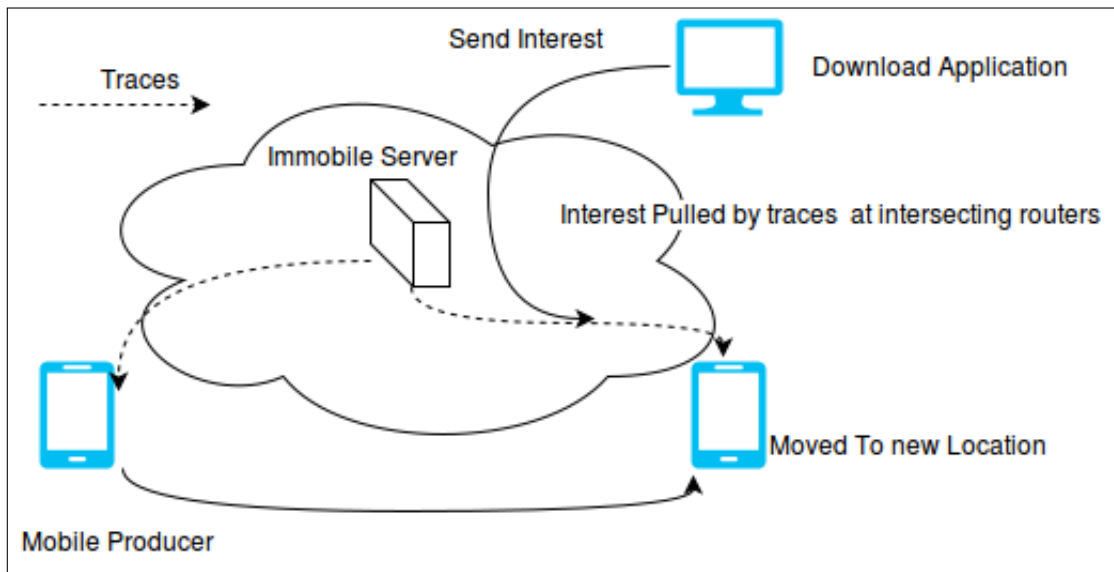 Send Interest
Traces
Download Application
Immobile Server
Interest Pulled by traces at intersecting routers
Moved To new Location
Mobile Producer